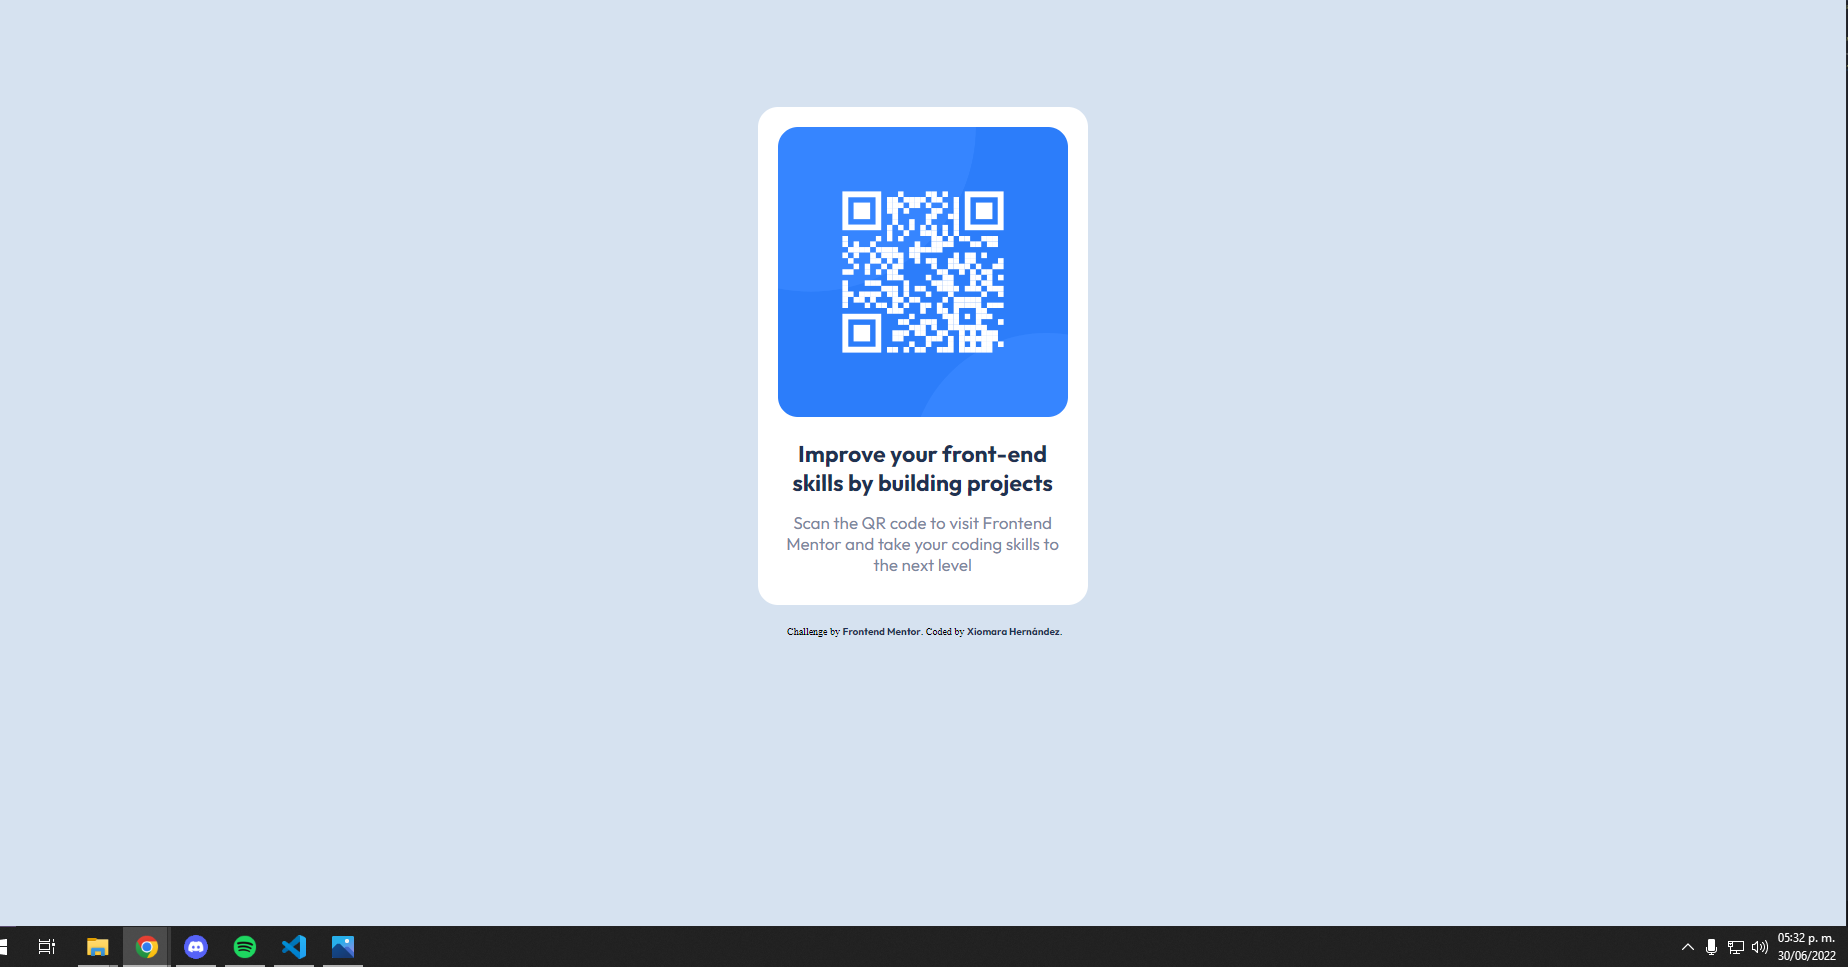 Improve your front-end
skills by building projects
Scan the QR code to visit Frontend
Mentor and take your coding skills to
the next level
Challenge by Frontend Mentor. Coded by Xiomara Hernández.
05:32 p. m.
30/06/2022